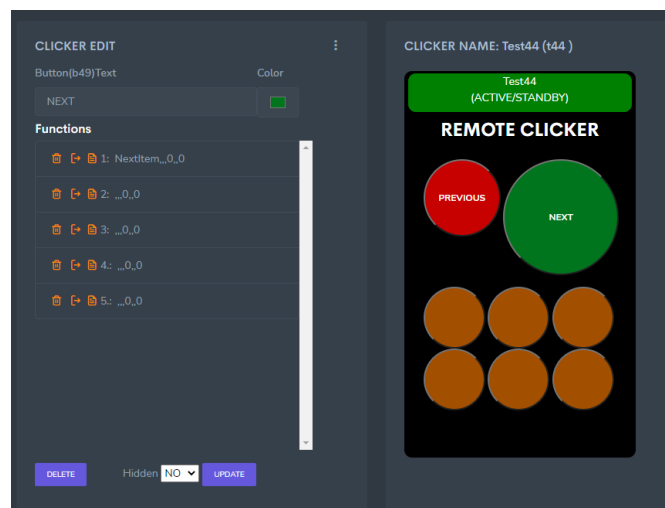 CLICKER EDIT
Button(b49)Text
Color
NEXT
Functions
1: NextItem,,,0,,0
2: ,,,0,,0
3: ,,,0,,0
4.: ,,,0,,0
5.: ,,,0,,0
DELETE
Hidden NO
UPDATE
CLICKER NAME: Test44 (t44 )
Test44
(ACTIVE/STANDBY)
REMOTE CLICKER
PREVIOUS
NEXT